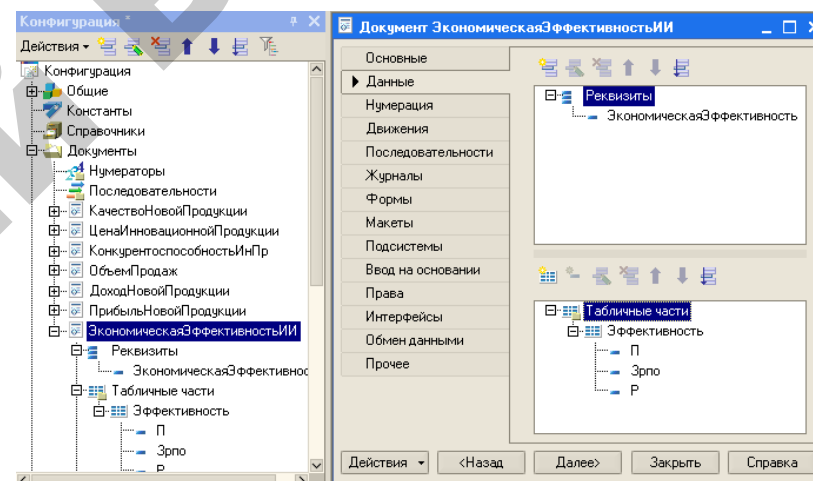 Конфигурация *
Действия
Конфигурация
Общие
Константы
Справочники
Документы
Нумераторы
Последовательности
КачествоНовойПродукции
ЦенаИнновационнойПродукции
КонкурентоспособностьИнПр
ОбъемПродаж
ДоходНовойПродукции
ПрибыльНовойПродукции
ЭкономическаяЭффективностьИИ
Реквизиты
ЭкономическаяЭффективнос
Табличные части
Эффективность
П
Зрпо
Р
Документ ЭкономическаяЭффективностьИИ
Основные
Данные
Нумерация
Движения
Последовательности
Журналы
Формы
Макеты
Подсистемы
Ввод на основании
Права
Интерфейсы
Обмен данными
Прочее
Реквизиты
ЭкономическаяЭффективность
Табличные части
Эффективность
П
Зрпо
Р
Действия
<Назад
Далее>
Закрыть
Справка